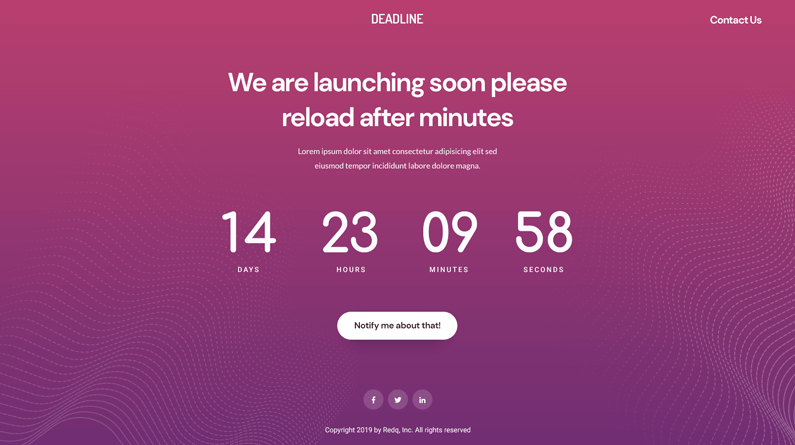 DEADLINE
Contact Us
We are launching soon please
reload after minutes
Lorem ipsum dolor sit amet consectetur adipisicing elit sed
eiusmod tempor incididunt labore dolore magna.
14 23 09 58
DAYS HOURS MINUTES SECONDS
Notify me about that!
Copyright 2019 by Redq, Inc. All rights reserved